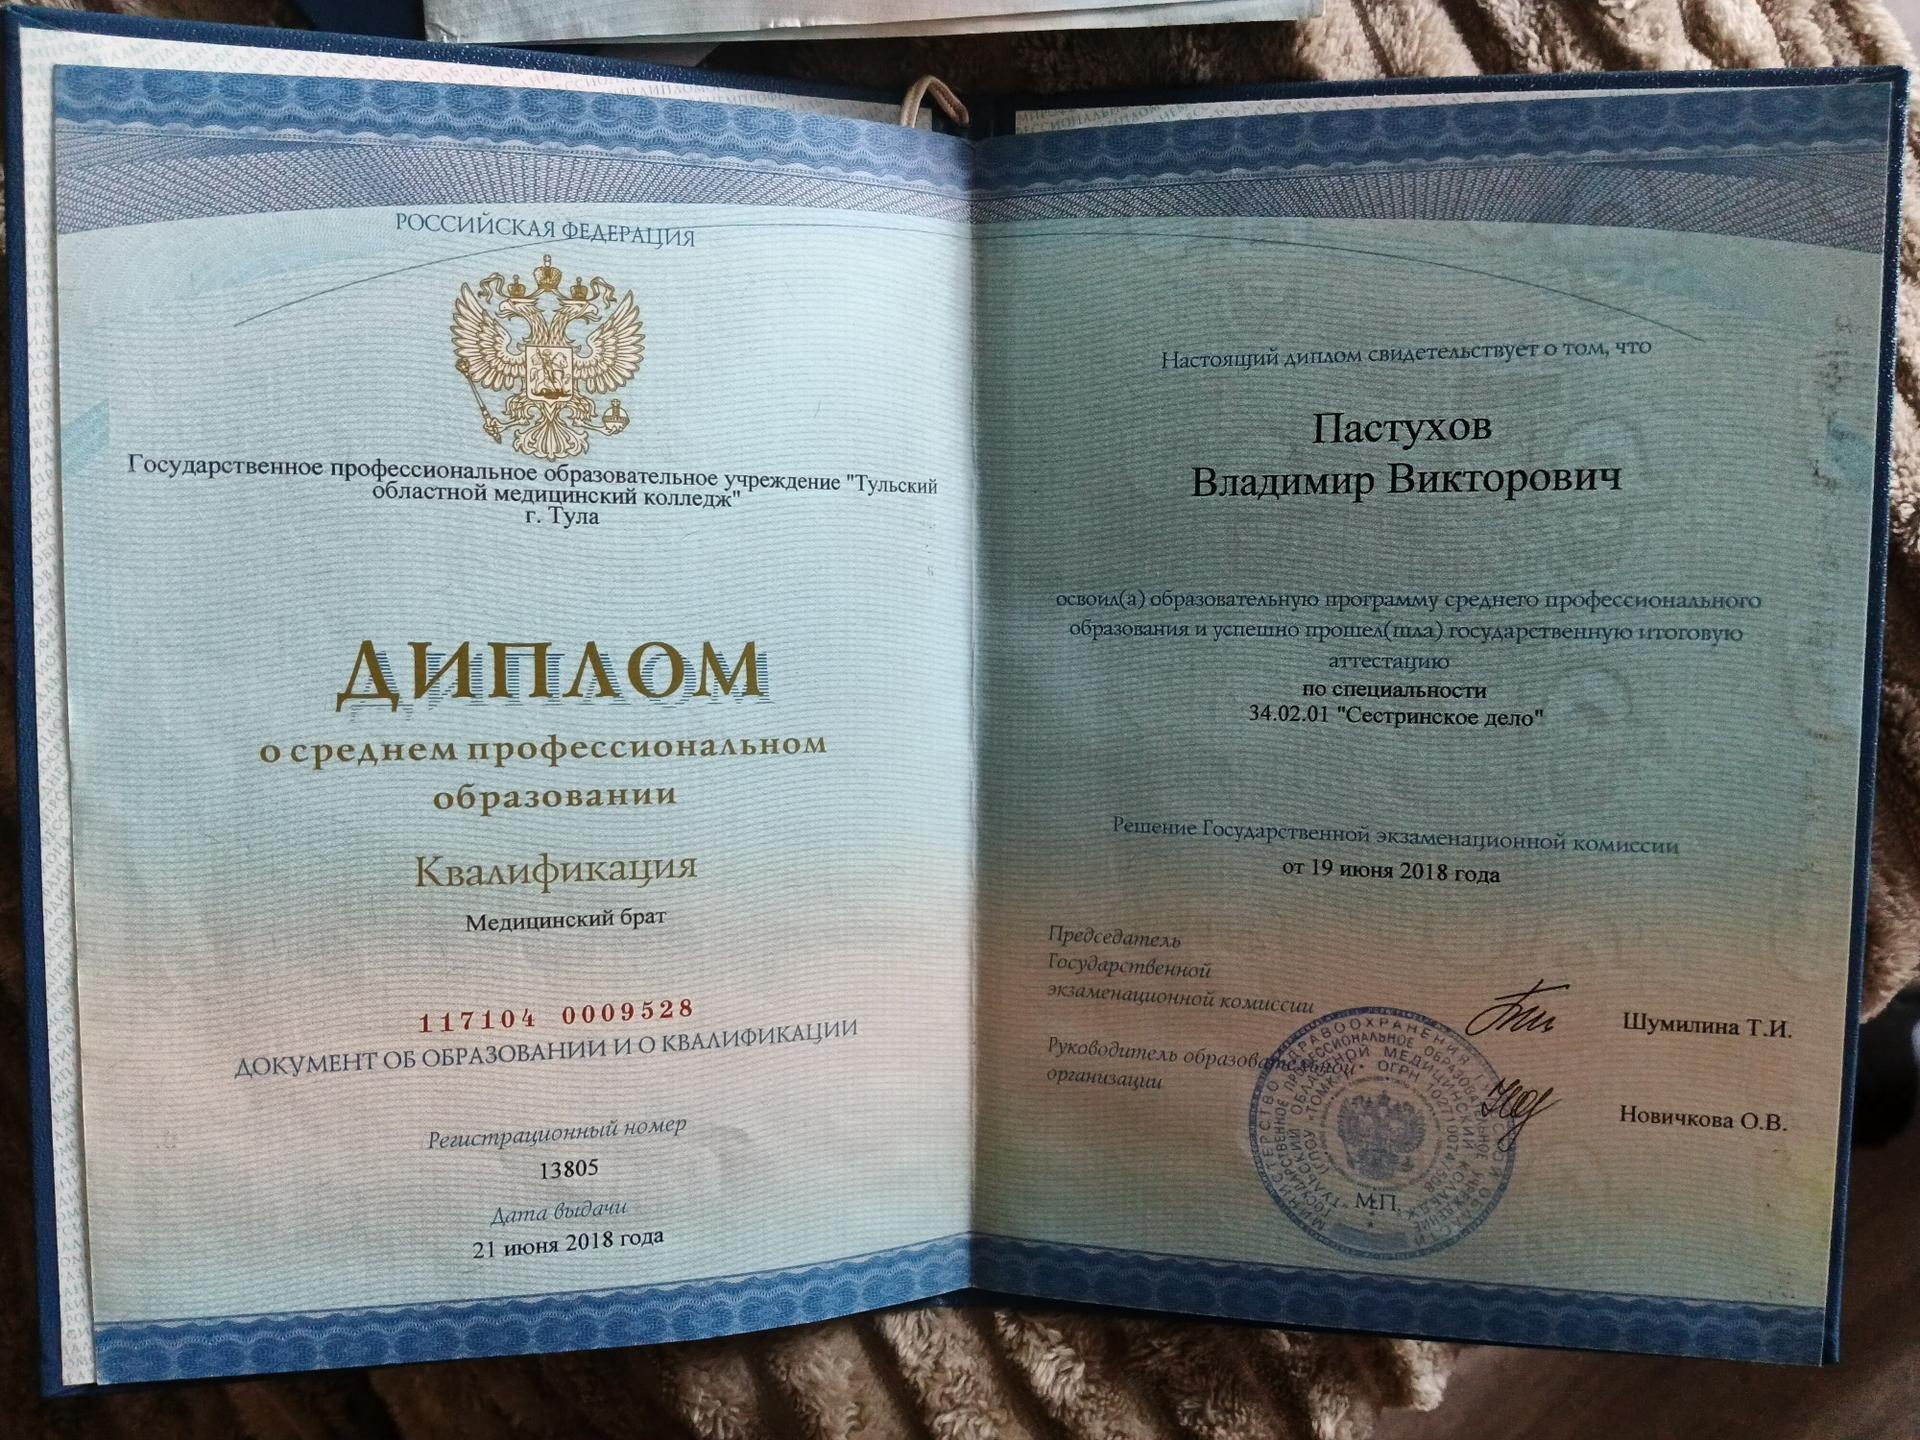 РОССИЙСКАЯ ФЕДЕРАЦИЯ
Государственное профессиональное образовательное учреждение "Тульский
областной медицинский колледж"
г. Тула
ДИПЛОМ
о среднем профессиональном
образовании
Квалификация
Медицинский брат
117104 0009528
ДОКУМЕНТ ОБ ОБРАЗОВАНИИ И О КВАЛИФИКАЦИИ
Регистрационный номер
13805
Дата выдачи
21 июня 2018 года
Настоящий диплом свидетельствует о том, что
Пастухов
Владимир Викторович
освоил(а) образовательную программу среднего профессионального
образования и успешно прошел(шла) государственную итоговую
аттестацию
по специальности
34.02.01 "Сестринское дело"
Решение Государственной экзаменационной комиссии
от 19 июня 2018 года
Председатель
Государственной
экзаменационной комиссии
Шумилина Т.И.
Руководитель образовательной
организации
Новичкова О.В.
М.П.